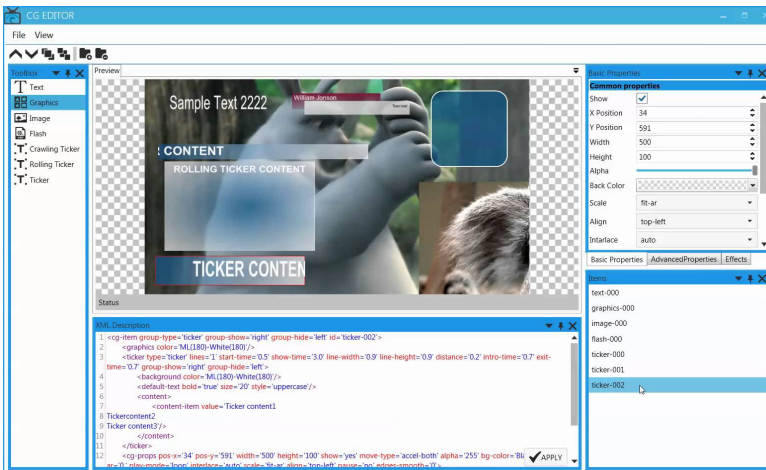 CG EDITOR
File View
Toolbox
Text
Graphics
Image
Flash
Crawling Ticker
Rolling Ticker
Ticker
Preview
Sample Text 2222
William Jonson
CONTENT
ROLLING TICKER CONTENT
TICKER CONTEN
Status
XML Description
1 <cg-item group-type='ticker' group-show='right' group-hide='left' id='ticker-002'>
2 <graphics color='ML(180)-White(180)'/>
3 <ticker type='ticker' lines='1' start-time='0.5' show-time='3.0' line-width='0.9' line-height='0.9' distance='0.2' intro-time='0.7' exit-
time='0.7' group-show='right' group-hide='left'>
4 <background color='ML(180)-White(180)'/>
5 <default-text bold='true' size='20' style='uppercase'/>
6 <content>
7 <content-item value='Ticker content1
8 Tickercontent2
9 Ticker content3'/>
10 </content>
11 </ticker>
12 <cg-props pos-x='34' pos-y='591' width='500' height='100' show='yes' move-type='accel-both' alpha='255' bg-color='Bla
ar='0.' play-mode='loop' interlace='auto' scale='fit-ar' align='top-left' pause='no' edges-smooth='0'>
APPLY
Basic Properties
Common properties
Show
X Position 34
Y Position 591
Width 500
Height 100
Alpha
Back Color
Scale fit-ar
Align top-left
Intarlace auto
Basic Properties AdvancedProperties Effects
Items
text-000
graphics-000
image-000
flash-000
ticker-000
ticker-001
ticker-002